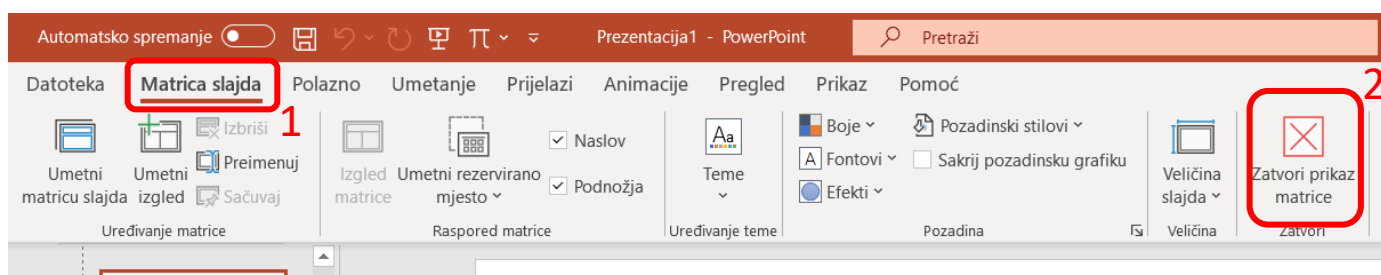 Automatsko spremanje π Prezentacija1 - PowerPoint Pretraži
Datoteka Matrica slajda Polazno Umetanje Prijelazi Animacije Pregled Prikaz Pomoć
1
2
Umetni
matricu slajda
Umetni
izgled
Izbriši
Preimenuj
Sačuvaj
Uređivanje matrice
Izgled
matrice
Umetni rezervirano
mjesto
Naslov
Podnožja
Raspored matrice
Aa
Teme
Uređivanje teme
Boje
A Fontovi
Efekti
Pozadinski stilovi
Sakrij pozadinsku grafiku
Pozadina
Veličina
slajda
Veličina
Zatvori prikaz
matrice
Zatvori